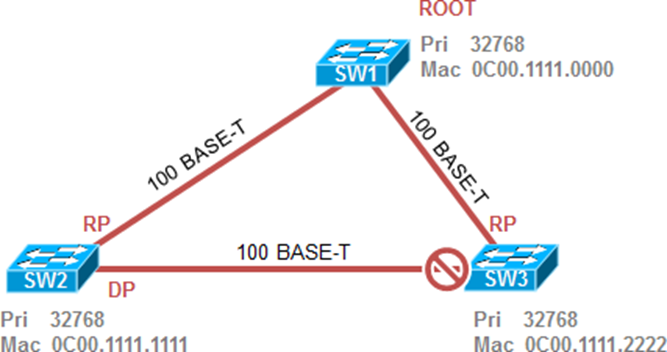 ROOT
Pri 32768
Mac 0C00.1111.0000
SW1
100 BASE-T
100 BASE-T
RP
RP
100 BASE-T
SW2
DP
SW3
Pri 32768
Mac 0C00.1111.1111
Pri 32768
Mac 0C00.1111.2222